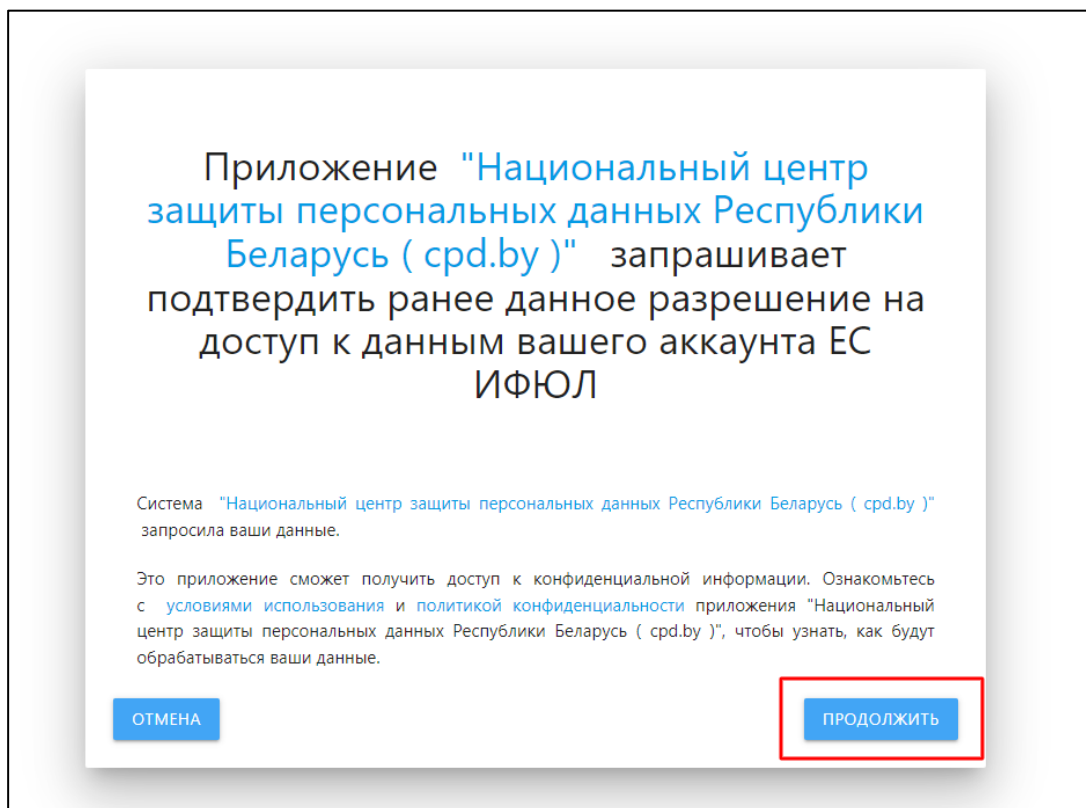 Приложение "Национальный центр
защиты персональных данных Республики
Беларусь ( cpd.by )" запрашивает
подтвердить ранее данное разрешение на
доступ к данным вашего аккаунта ЕС
ИФЮЛ
Система "Национальный центр защиты персональных данных Республики Беларусь ( cpd.by )"
запросила ваши данные.
Это приложение сможет получить доступ к конфиденциальной информации. Ознакомьтесь
с условиями использования и политикой конфиденциальности приложения "Национальный
центр защиты персональных данных Республики Беларусь ( cpd.by )", чтобы узнать, как будут
обрабатываться ваши данные.
ОТМЕНА
ПРОДОЛЖИТЬ